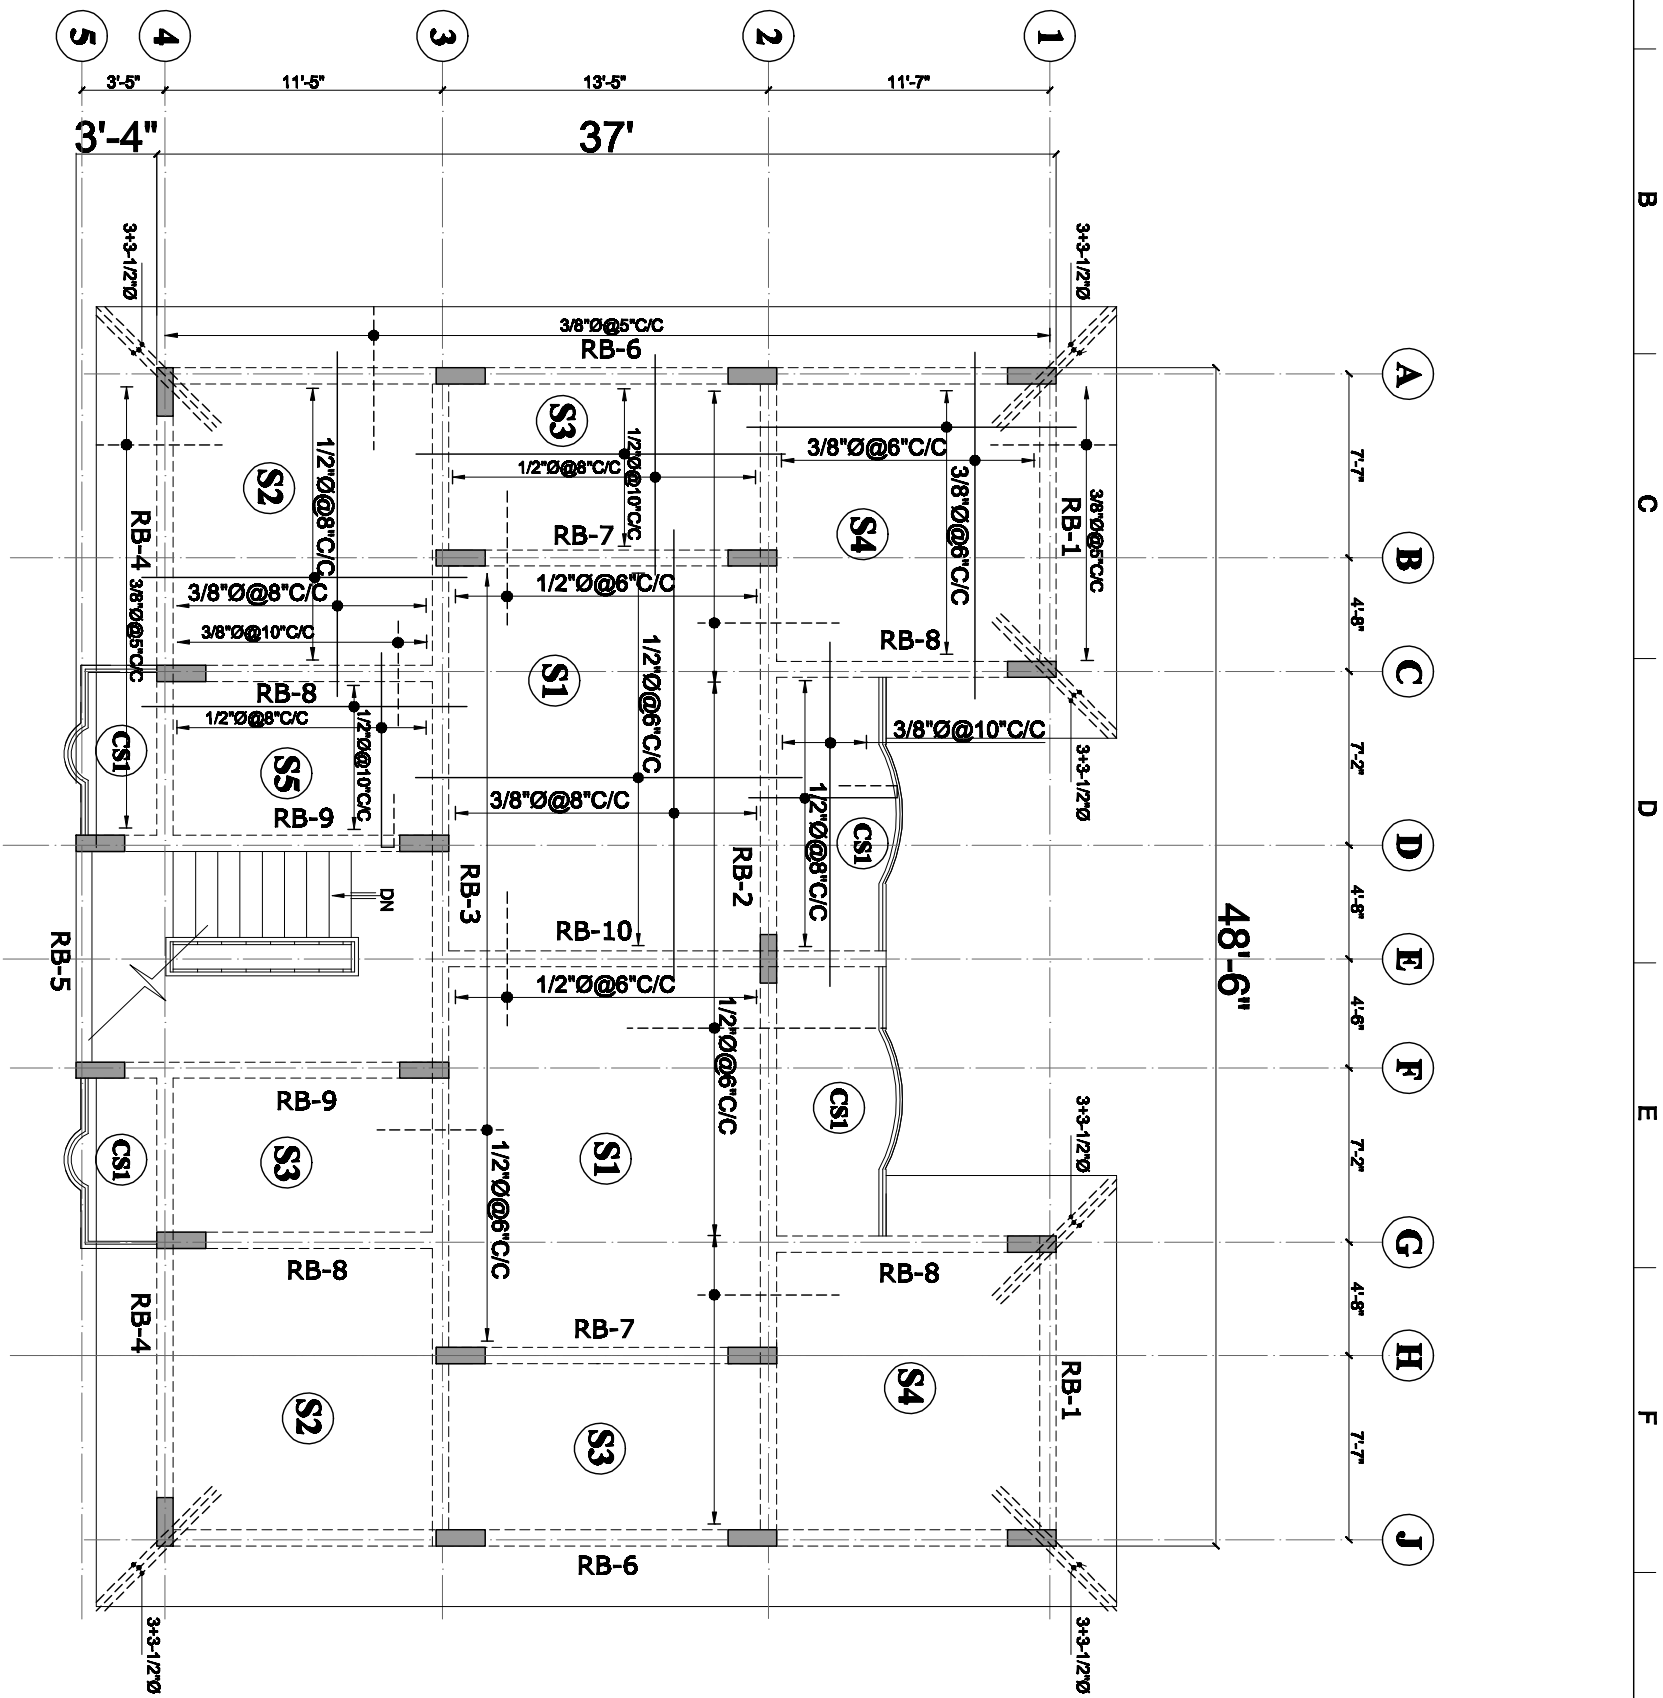 5
4
3
2
1
3'-5"
11'-5"
13'-5"
11'-7"
3'-4"
37'
B
C
D
E
F
3+3-1/2"Ø
3+3-1/2"Ø
3/8"Ø@5"C/C
RB-6
A
S3
3/8"Ø@6"C/C
1/2"Ø@8"C/C
1/2"Ø@10"C/C
1/2"Ø@8"C/C
S2
3/8"Ø@6"C/C
3/8"Ø@5"C/C
RB-1
7'-7"
RB-4
RB-7
S4
B
3/8"Ø@5"C/C
3/8"Ø@8"C/C
1/2"Ø@6"C/C
4'-8"
3/8"Ø@10"C/C
RB-8
1/2"Ø@6"C/C
S1
C
RB-8
1/2"Ø@8"C/C
1/2"Ø@10"C/C
3/8"Ø@10"C/C
CS1
S5
7'-2"
3+3-1/2"Ø
3/8"Ø@8"C/C
1/2"Ø@8"C/C
RB-9
CS1
D
RB-3
RB-2
DN
4'-8"
RB-10
RB-5
48'-6"
E
1/2"Ø@6"C/C
1/2"Ø@6"C/C
4'-6"
F
RB-9
CS1
3+3-1/2"Ø
CS1
S3
S1
7'-2"
1/2"Ø@6"C/C
G
RB-8
RB-8
4'-8"
RB-4
RB-7
H
RB-1
S4
S2
S3
7'-7"
J
RB-6
3+3-1/2"Ø
3+3-1/2"Ø